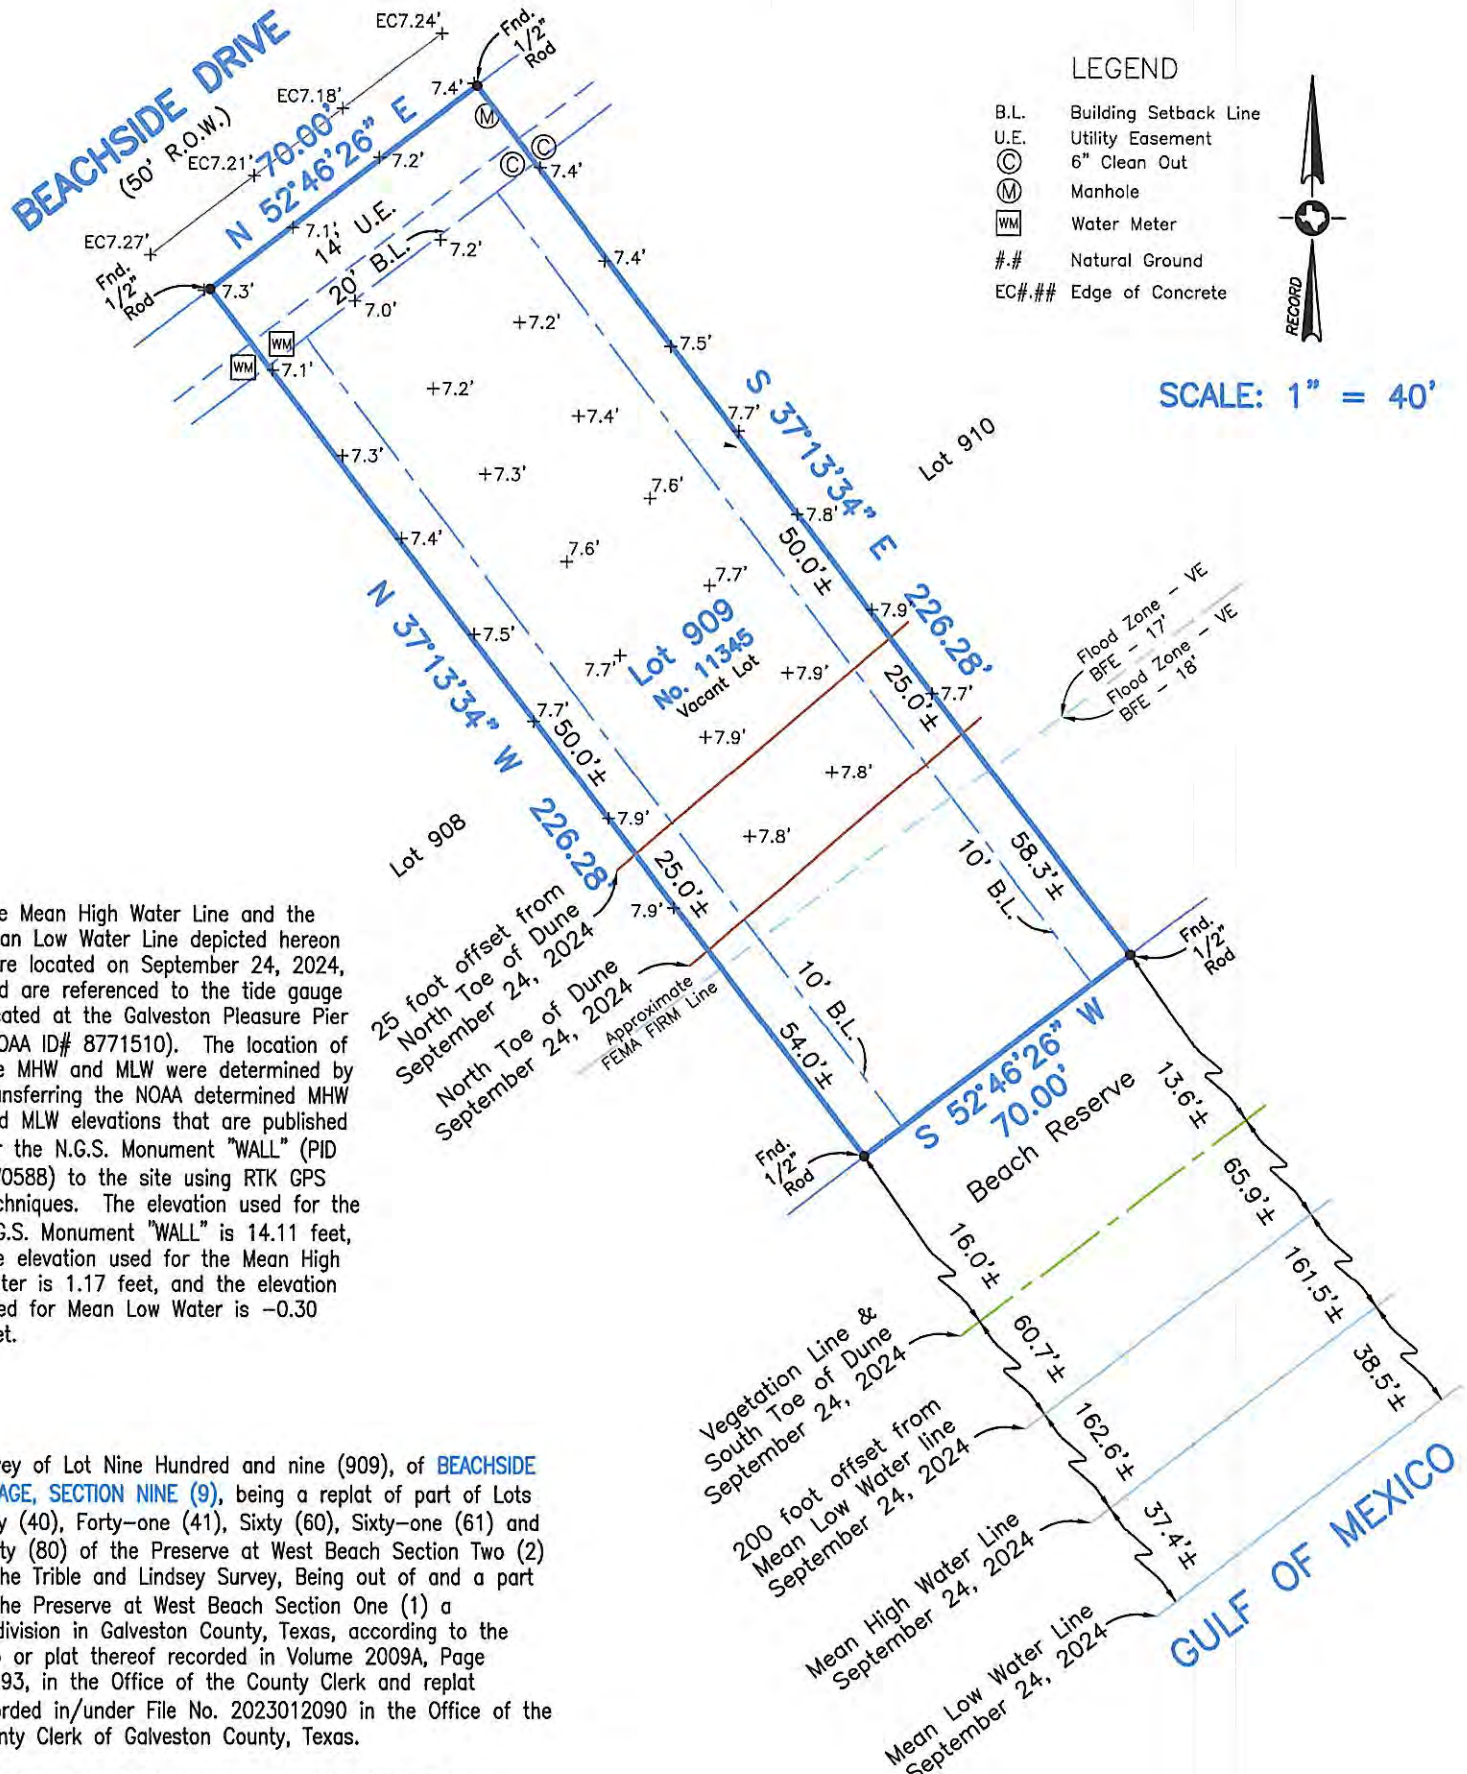 BEACHSIDE DRIVE
(50' R.O.W.)
EC7.24'
EC7.18'
EC7.21'
EC7.27'
Fnd.
1/2"
Rod
7.4'
70.00'
N 52°46'26" E
7.2'
7.1'
14' U.E.
20' B.L.
7.2'
7.0'
Fnd.
1/2"
Rod
7.3'
M
C
C
7.4'
WM
WM
7.1'
LEGEND
B.L. Building Setback Line
U.E. Utility Easement
C 6" Clean Out
M Manhole
WM Water Meter
#.# Natural Ground
EC#.## Edge of Concrete
RECORD
SCALE: 1" = 40'
7.4'
7.2'
7.5'
7.2'
7.4'
7.7'
S 37°13'34" E 226.28'
Lot 910
7.3'
7.3'
7.6'
7.8'
50.0'±
7.4'
7.6'
7.7'
7.9'
N 37°13'34" W 226.28'
7.5'
7.7'
Lot 909
No. 11345
Vacant Lot
7.9'
25.0'±
7.7'
Flood Zone - VE
BFE - 17'
Flood Zone - VE
BFE - 18'
7.7'
50.0'±
7.9'
7.8'
7.9'
7.8'
Lot 908
25.0'±
7.9'
58.3'±
10' B.L.
10' B.L.
54.0'±
25 foot offset from
North Toe of Dune
September 24, 2024
North Toe of Dune
September 24, 2024
Approximate
FEMA FIRM Line
Fnd.
1/2"
Rod
Fnd.
1/2"
Rod
S 52°46'26" W
70.00'
Beach Reserve
13.6'±
65.9'±
161.5'±
38.5'±
16.0'±
60.7'±
162.6'±
37.4'±
Vegetation Line &
South Toe of Dune
September 24, 2024
200 foot offset from
Mean Low Water line
September 24, 2024
Mean High Water Line
September 24, 2024
Mean Low Water Line
September 24, 2024
GULF OF MEXICO
e Mean High Water Line and the
an Low Water Line depicted hereon
re located on September 24, 2024,
d are referenced to the tide gauge
cated at the Galveston Pleasure Pier
OAA ID# 8771510). The location of
e MHW and MLW were determined by
nsferring the NOAA determined MHW
d MLW elevations that are published
r the N.G.S. Monument "WALL" (PID
0588) to the site using RTK GPS
chniques. The elevation used for the
G.S. Monument "WALL" is 14.11 feet,
e elevation used for the Mean High
ter is 1.17 feet, and the elevation
ed for Mean Low Water is -0.30
et.
vey of Lot Nine Hundred and nine (909), of BEACHSIDE
AGE, SECTION NINE (9), being a replat of part of Lots
y (40), Forty-one (41), Sixty (60), Sixty-one (61) and
ty (80) of the Preserve at West Beach Section Two (2)
he Trible and Lindsey Survey, Being out of and a part
he Preserve at West Beach Section One (1) a
division in Galveston County, Texas, according to the
or plat thereof recorded in Volume 2009A, Page
93, in the Office of the County Clerk and replat
orded in/under File No. 2023012090 in the Office of the
nty Clerk of Galveston County, Texas.